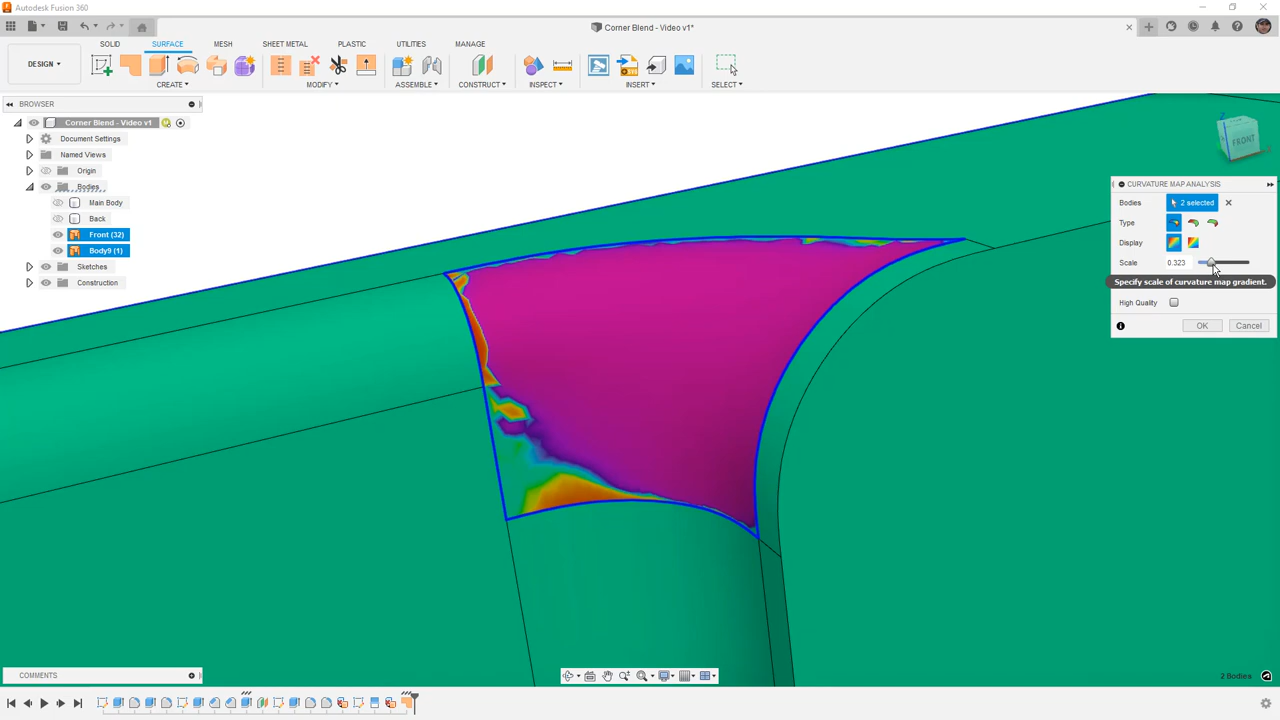 Autodesk Fusion 360
Corner Blend - Video v1*
SOLID SURFACE MESH SHEET METAL PLASTIC UTILITIES MANAGE
DESIGN
CREATE MODIFY ASSEMBLE CONSTRUCT INSPECT INSERT SELECT
BROWSER
Corner Blend - Video v1
Document Settings
Named Views
Origin
Bodies
Main Body
Back
Front (32)
Body9 (1)
Sketches
Construction
FRONT
Z
CURVATURE MAP ANALYSIS
Bodies 2 selected
Type
Display
Scale 0.323
Specify scale of curvature map gradient.
High Quality
OK Cancel
COMMENTS
2 Bodies